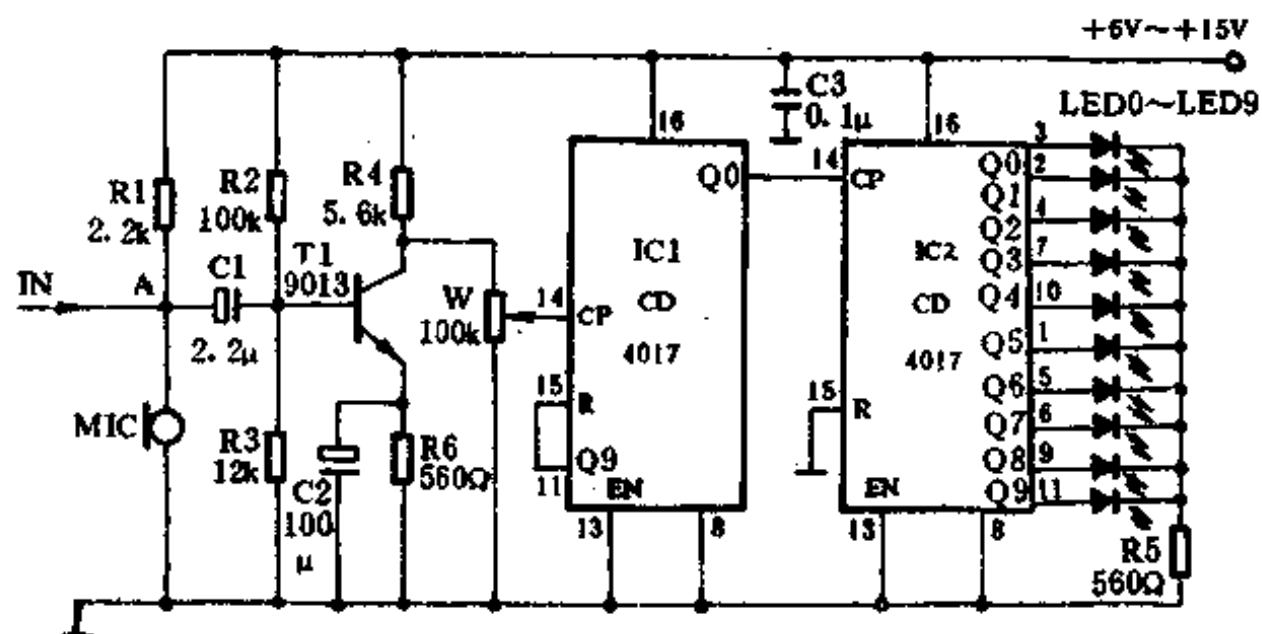 +6V~+15V
C3
0.1μ
LED0~LED9
16
16
3
R1
2.2k
R2
100k
R4
5.6k
Q0
14
CP
Q0
2
Q1
4
Q2
7
Q3
10
Q4
1
Q5
5
Q6
6
Q7
9
Q8
11
Q9
IN
A
C1
2.2μ
T1
9013
W
100k
14
CP
IC1
CD
4017
IC2
CD
4017
15
R
15
R
MIC
R3
12k
C2
100
μ
R6
560Ω
Q9
11
EN
13
8
EN
13
8
R5
560Ω